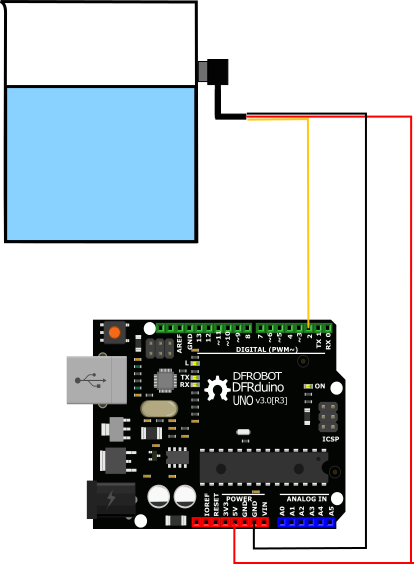 AREF
GND
13
12
~11
~10
~9
8
7
~6
~5
4
~3
2
TX 1
RX 0
DIGITAL (PWM~)
L
TX
RX
DFROBOT
DFRduino
UNO v3.0[R3]
ON
ICSP
POWER
ANALOG IN
IOREF
RESET
3V3
5V
GND
GND
VIN
A0
A1
A2
A3
A4
A5